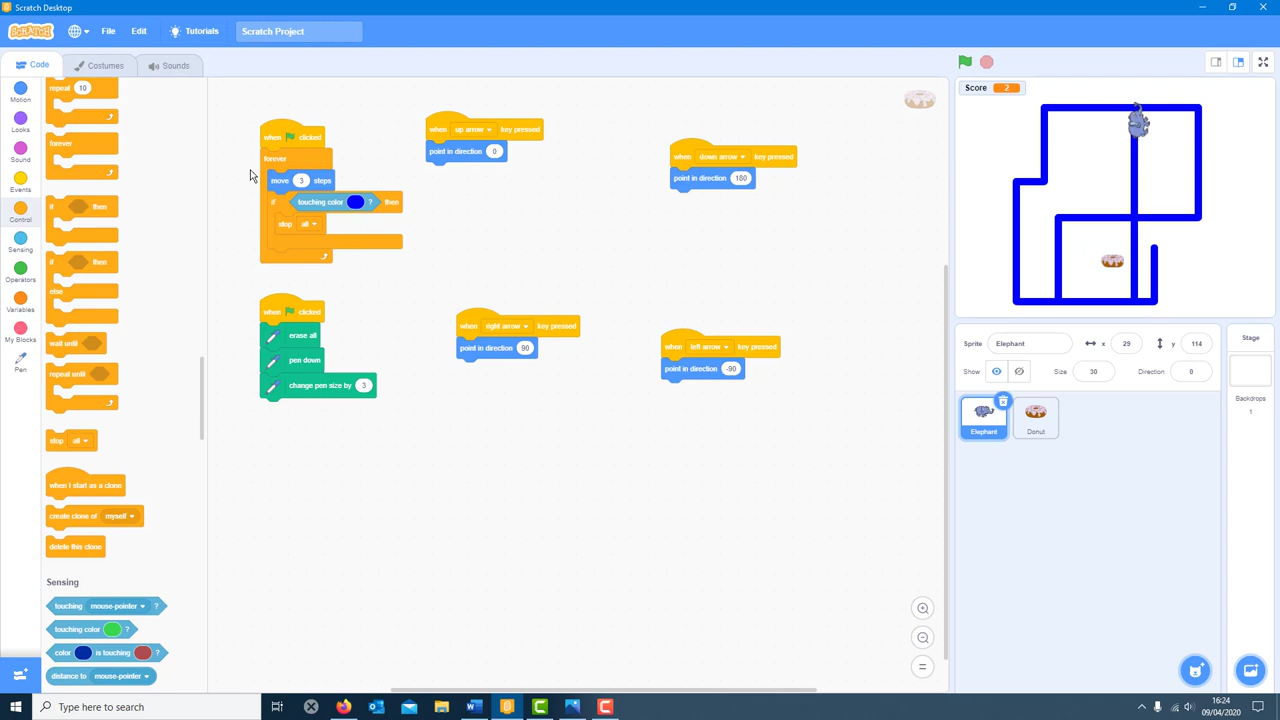 Scratch Desktop
SCRATCH
File
Edit
Tutorials
Scratch Project
Code
Costumes
Sounds
Motion
Looks
Sound
Events
Control
Sensing
Operators
Variables
My Blocks
Pen
repeat 10
forever
if then
if then
else
wait until
repeat until
stop all
when I start as a clone
create clone of myself
delete this clone
Sensing
touching mouse-pointer ?
touching color ?
color is touching ?
distance to mouse-pointer
when clicked
forever
move 3 steps
if touching color ? then
stop all
when clicked
erase all
pen down
change pen size by 3
when up arrow key pressed
point in direction 0
when down arrow key pressed
point in direction 180
when right arrow key pressed
point in direction 90
when left arrow key pressed
point in direction -90
Score 2
Sprite Elephant x 29 y 114
Show Size 30 Direction 0
Elephant
Donut
Stage
Backdrops
1
Type here to search
16:24
09/04/2020